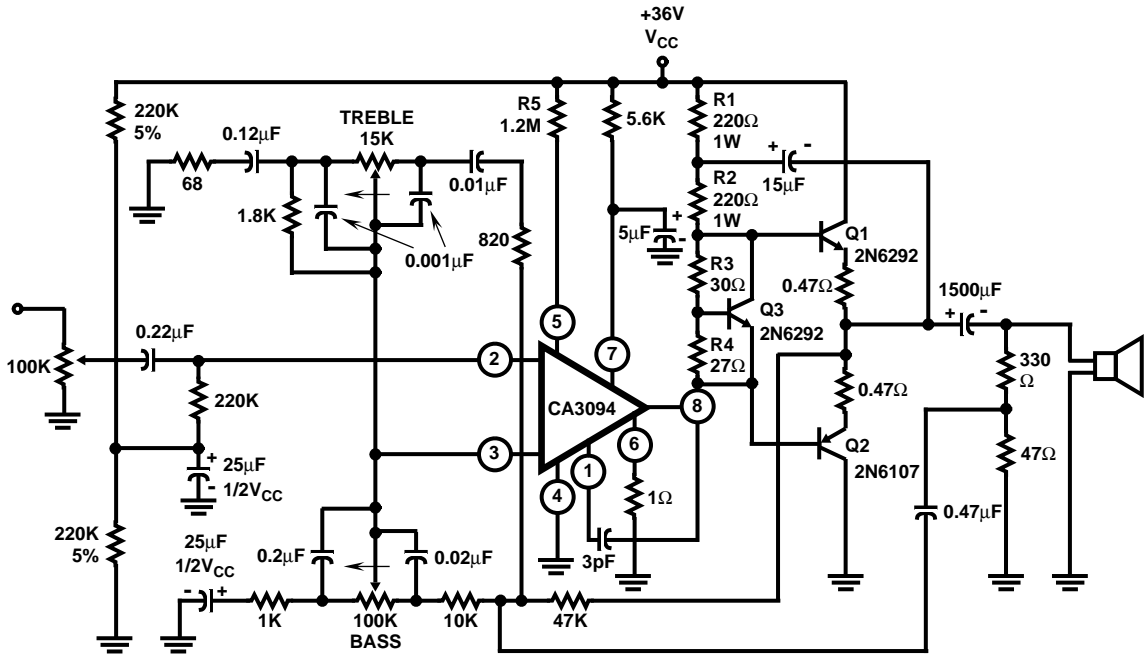 +36V
VCC
220K
5%
0.12µF
68
TREBLE
15K
1.8K
0.01µF
0.001µF
820
R5
1.2M
5.6K
R1
220Ω
1W
+ -
15µF
R2
220Ω
1W
+
5µF
-
Q1
2N6292
R3
30Ω
Q3
2N6292
0.47Ω
1500µF
+ -
R4
27Ω
0.47Ω
330
Ω
100K
0.22µF
220K
2
5
7
CA3094
8
3
6
1
4
1Ω
3pF
Q2
2N6107
47Ω
0.47µF
+
25µF
-
1/2VCC
220K
5%
25µF
1/2VCC
- +
0.2µF
0.02µF
1K
100K
BASS
10K
47K